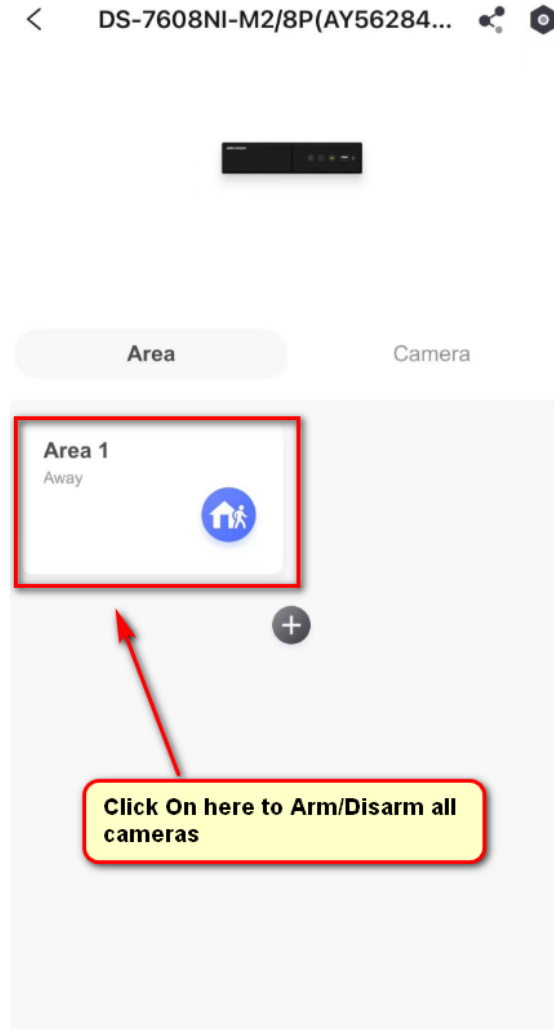 DS-7608NI-M2/8P(AY56284...
Area
Camera
Area 1
Away
Click On here to Arm/Disarm all
cameras